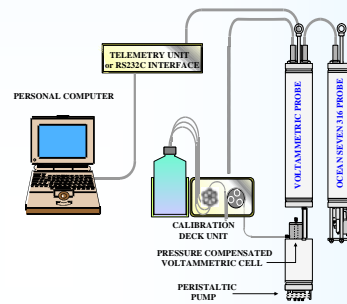 TELEMETRY UNIT
or RS232C INTERFACE
PERSONAL COMPUTER
VOLTAMMETRIC PROBE
OCEAN SEVEN 316 PROBE
CALIBRATION
DECK UNIT
PRESSURE COMPENSATED
VOLTAMMETRIC CELL
PERISTALTIC
PUMP